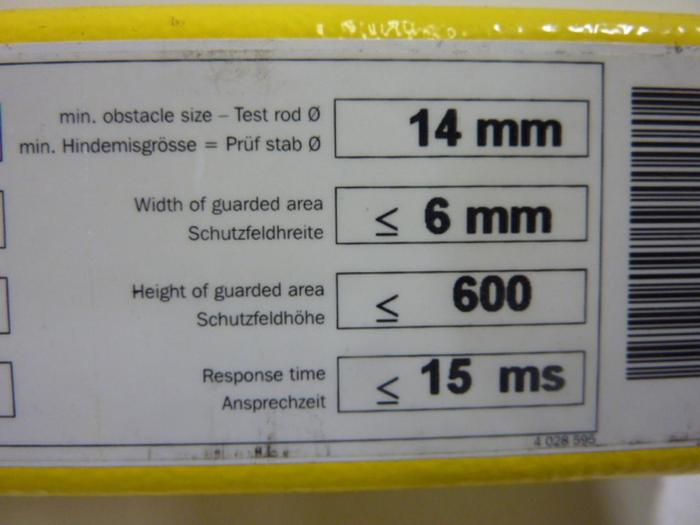 min. obstacle size – Test rod Ø
min. Hindemisgrösse = Prüf stab Ø
14 mm
Width of guarded area
Schutzfeldhreite
≤ 6 mm
Height of guarded area
Schutzfeldhöhe
≤ 600
Response time
Ansprechzeit
≤ 15 ms
4 028 595